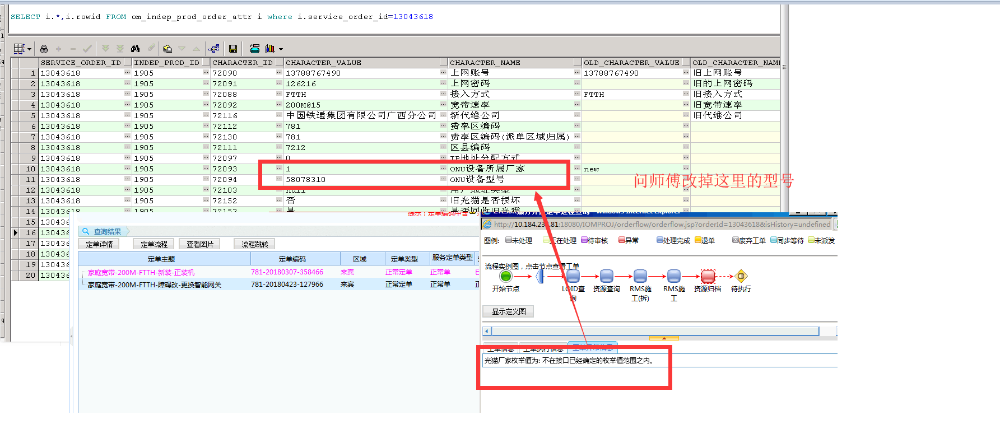 SELECT i.*,i.rowid FROM om_indep_prod_order_attr i where i.service_order_id=13043618
SERVICE_ORDER_ID INDEP_PROD_ID CHARACTER_ID CHARACTER_VALUE CHARACTER_NAME OLD_CHARACTER_VALUE OLD_CHARACTER_NAME
1 13043618 1905 72090 13788767490 上网账号 13788767490 旧上网账号
2 13043618 1905 72091 126216 上网密码 旧的上网密码
3 13043618 1905 72088 FTTH 接入方式 FTTH 旧接入方式
4 13043618 1905 72092 200M@15 宽带速率 旧宽带速率
5 13043618 1905 72116 中国铁通集团有限公司广西分公司 新代维公司 旧代维公司
6 13043618 1905 72112 781 费率区编码
7 13043618 1905 72130 781 费率区编码(派单区域归属)
8 13043618 1905 72111 7212 区县编码
9 13043618 1905 72097 0 IP地址分配方式
10 13043618 1905 72093 1 ONU设备所属厂家 new
11 13043618 1905 72094 58078310 ONU设备型号
12 13043618 1905 72103 null 用户地址类型
13 13043618 1905 72152 否 旧光猫是否损坏
14 13043618 1905 72153 是 是否回收旧光猫
15 130436
16 130436
17 130436
18 130436
19 130436
20 130436
问师傅改掉这里的型号
提示：定单编码中含
查询结果
定单详情 定单流程 查看图片 流程跳转
定单主题 定单编码 区域 定单类型 服务定单类型
家庭宽带-200M-FTTH-新装-正装机 781-20180307-358466 来宾 正常定单 正常单
家庭宽带-200M-FTTH-障碍改-更换智能网关 781-20180423-127966 来宾 正常定单 正常单
Windows Internet Explorer
http://10.184.23.81:18080/IOMPROJ/orderflow/orderflow.jsp?orderId=13043618&isHistory=undefined
图例: 未处理 正在处理 待审核 异常 处理完成 退单 废弃工单 同步等待 未派发
流程实例图，点击节点查看工单
开始节点 LOID查询 资源查询 RMS施工(拆) RMS施工 资源归档 待执行
显示定义图
工单信息 工单执行信息 工单异常信息
光猫厂家枚举值为: 不在接口已经确定的枚举值范围之内。